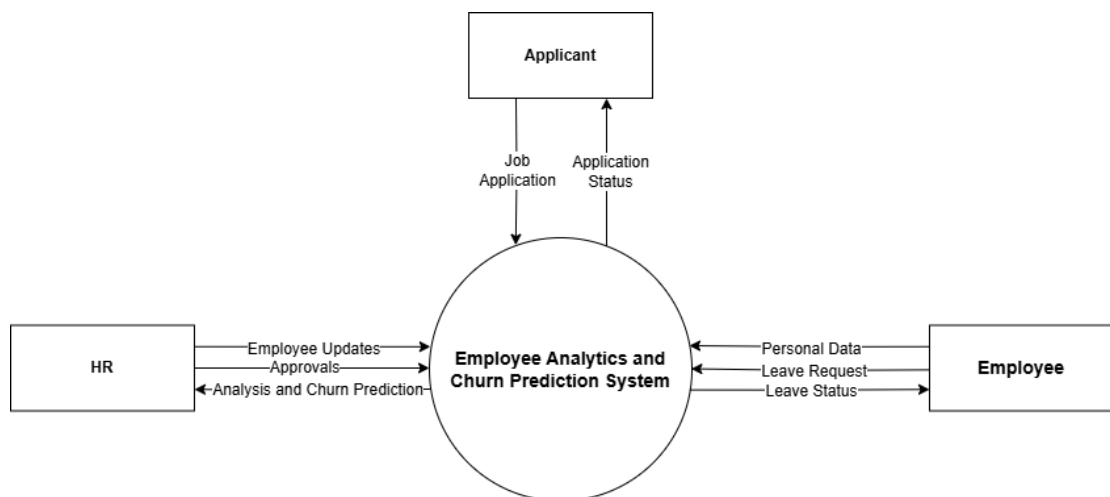 Applicant
Job
Application
Application
Status
HR
Employee Updates
Approvals
Analysis and Churn Prediction
Employee Analytics and
Churn Prediction System
Personal Data
Leave Request
Leave Status
Employee